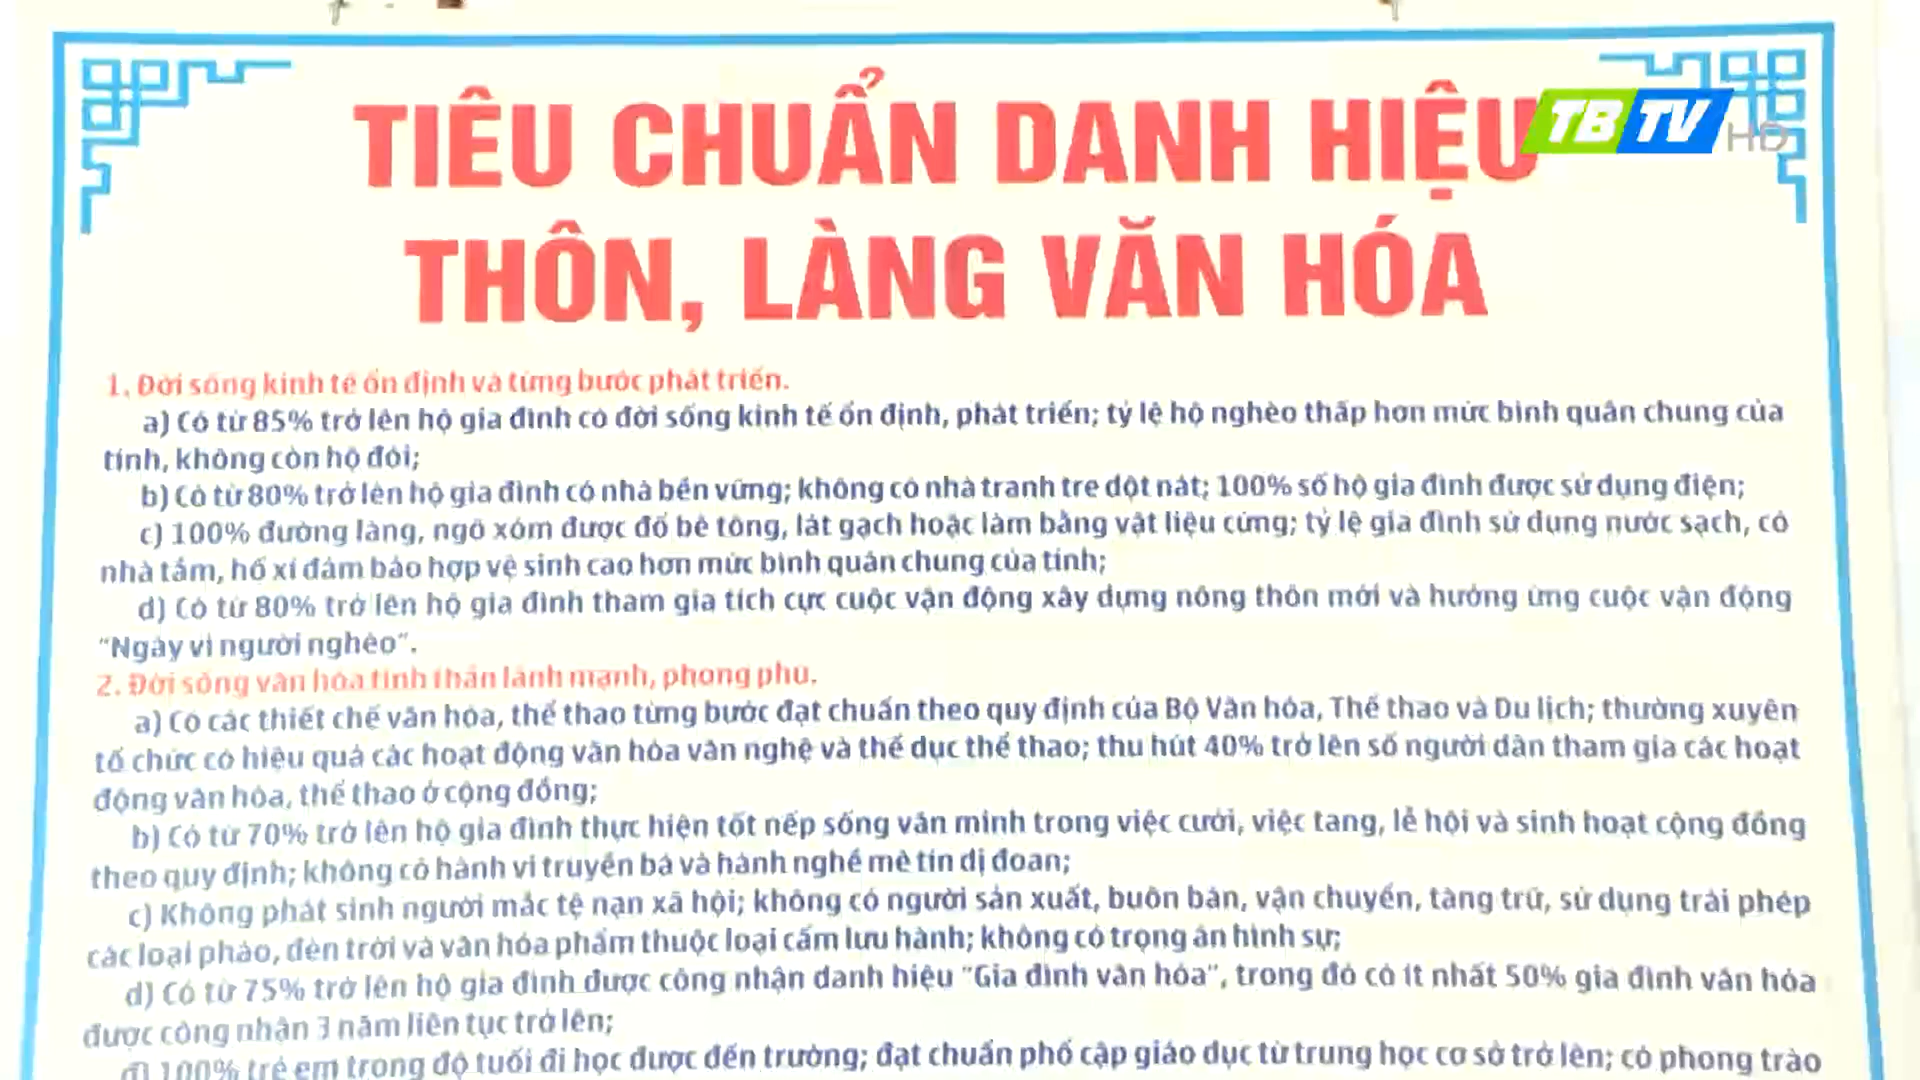 TIÊU CHUẨN DANH HIỆU
TBTV HD
THÔN, LÀNG VĂN HÓA
1. Đời sống kinh tế ổn định và từng bước phát triển.
a) Có từ 85% trở lên hộ gia đình có đời sống kinh tế ổn định, phát triển; tỷ lệ hộ nghèo thấp hơn mức bình quân chung của
tỉnh, không còn hộ đói;
b) Có từ 80% trở lên hộ gia đình có nhà bền vững; không có nhà tranh tre dột nát; 100% số hộ gia đình được sử dụng điện;
c) 100% đường làng, ngõ xóm được đổ bê tông, lát gạch hoặc làm bằng vật liệu cứng; tỷ lệ gia đình sử dụng nước sạch, có
nhà tắm, hố xí đảm bảo hợp vệ sinh cao hơn mức bình quân chung của tỉnh;
d) Có từ 80% trở lên hộ gia đình tham gia tích cực cuộc vận động xây dựng nông thôn mới và hưởng ứng cuộc vận động
"Ngày vì người nghèo".
2. Đời sống văn hóa tinh thần lành mạnh, phong phú.
a) Có các thiết chế văn hóa, thể thao từng bước đạt chuẩn theo quy định của Bộ Văn hóa, Thể thao và Du lịch; thường xuyên
tổ chức có hiệu quả các hoạt động văn hóa văn nghệ và thể dục thể thao; thu hút 40% trở lên số người dân tham gia các hoạt
động văn hóa, thể thao ở cộng đồng;
b) Có từ 70% trở lên hộ gia đình thực hiện tốt nếp sống văn minh trong việc cưới, việc tang, lễ hội và sinh hoạt cộng đồng
theo quy định; không có hành vi truyền bá và hành nghề mê tín dị đoan;
c) Không phát sinh người mắc tệ nạn xã hội; không có người sản xuất, buôn bán, vận chuyển, tàng trữ, sử dụng trái phép
các loại pháo, đèn trời và văn hóa phẩm thuộc loại cấm lưu hành; không có trọng án hình sự;
d) Có từ 75% trở lên hộ gia đình được công nhận danh hiệu "Gia đình văn hóa", trong đó có ít nhất 50% gia đình văn hóa
được công nhận 3 năm liên tục trở lên;
đ) 100% trẻ em trong độ tuổi đi học được đến trường; đạt chuẩn phổ cập giáo dục từ trung học cơ sở trở lên; có phong trào